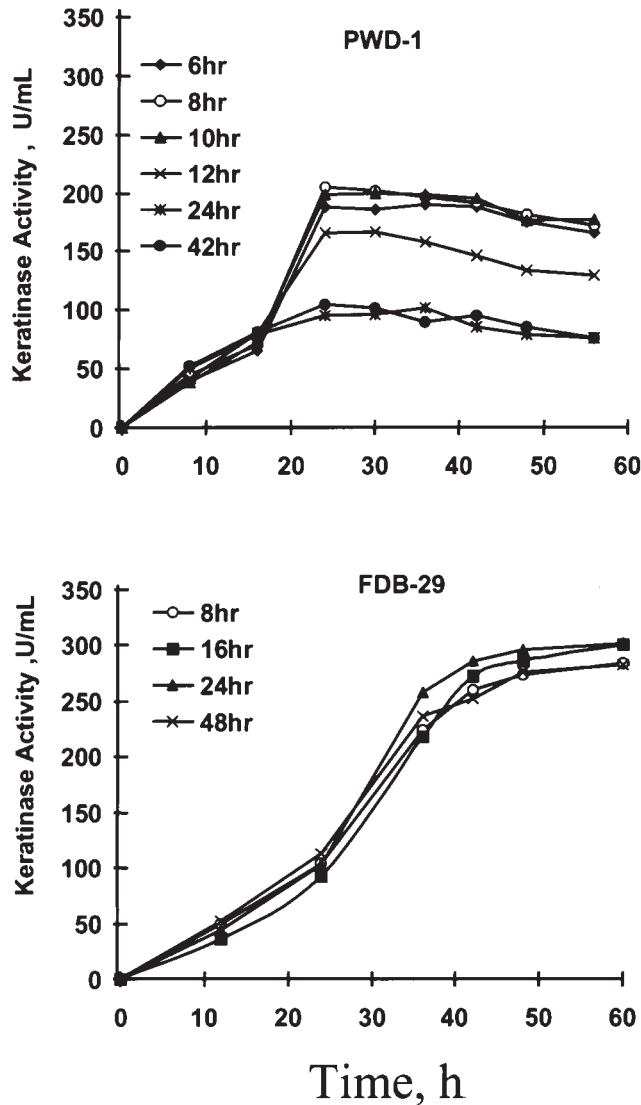 PWD-1
Keratinase Activity , U/mL
350
300
250
200
150
100
50
0
6hr
8hr
10hr
12hr
24hr
42hr
0 10 20 30 40 50 60
FDB-29
Keratinase Activity ,U/mL
350
300
250
200
150
100
50
0
8hr
16hr
24hr
48hr
0 10 20 30 40 50 60
Time, h